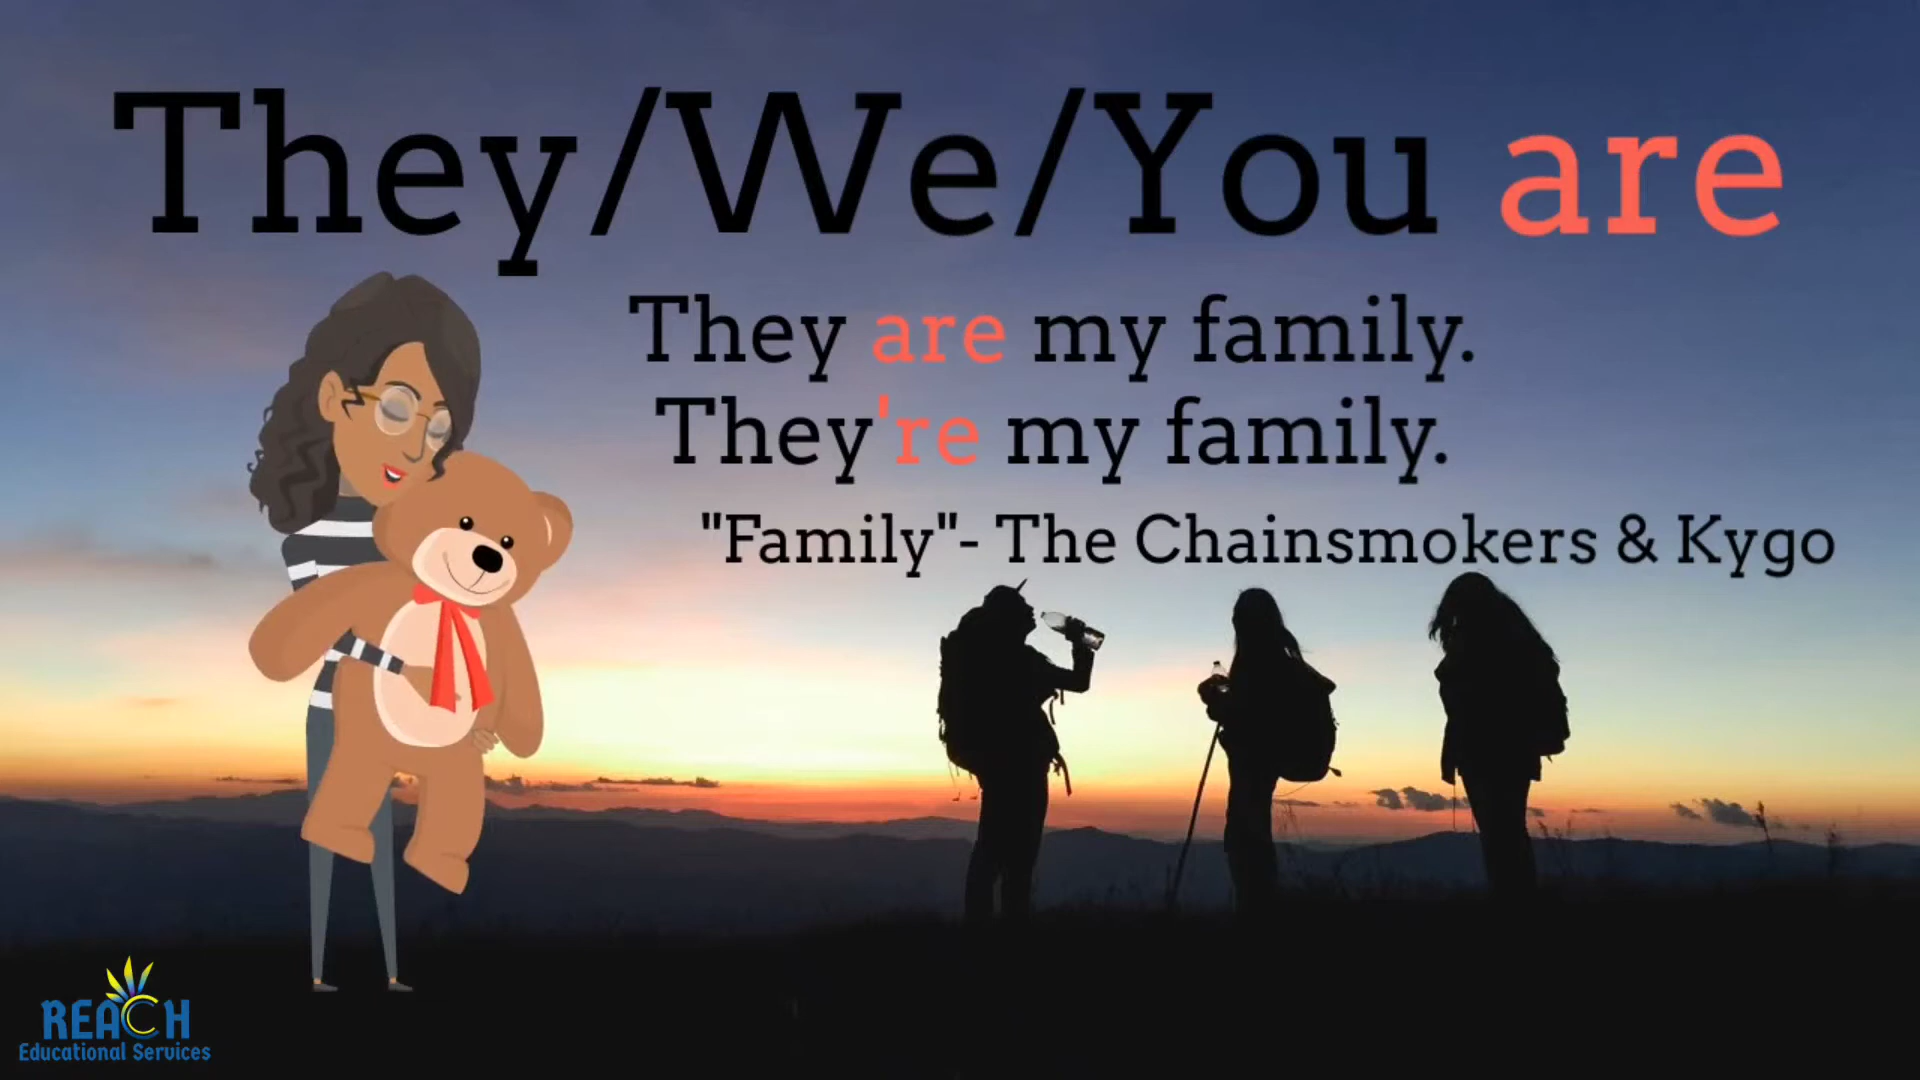 They/We/You are
They are my family.
They're my family.
"Family"- The Chainsmokers & Kygo
REACH
Educational Services